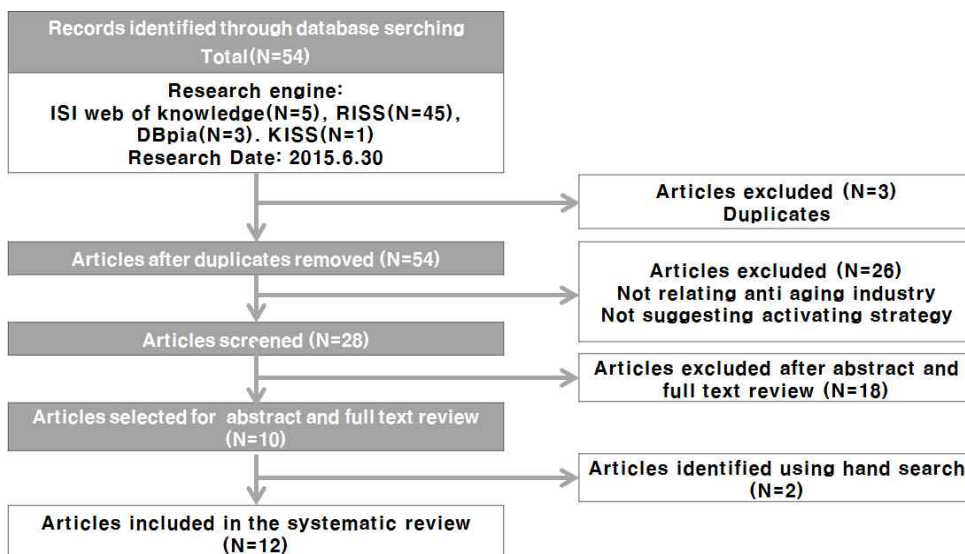 Records identified through database serching
Total(N=54)
Research engine:
ISI web of knowledge(N=5), RISS(N=45),
DBpia(N=3). KISS(N=1)
Research Date: 2015.6.30
Articles excluded (N=3)
Duplicates
Articles after duplicates removed (N=54)
Articles excluded (N=26)
Not relating anti aging industry
Not suggesting activating strategy
Articles screened (N=28)
Articles excluded after abstract and
full text review (N=18)
Articles selected for abstract and full text review
(N=10)
Articles identified using hand search
(N=2)
Articles included in the systematic review
(N=12)